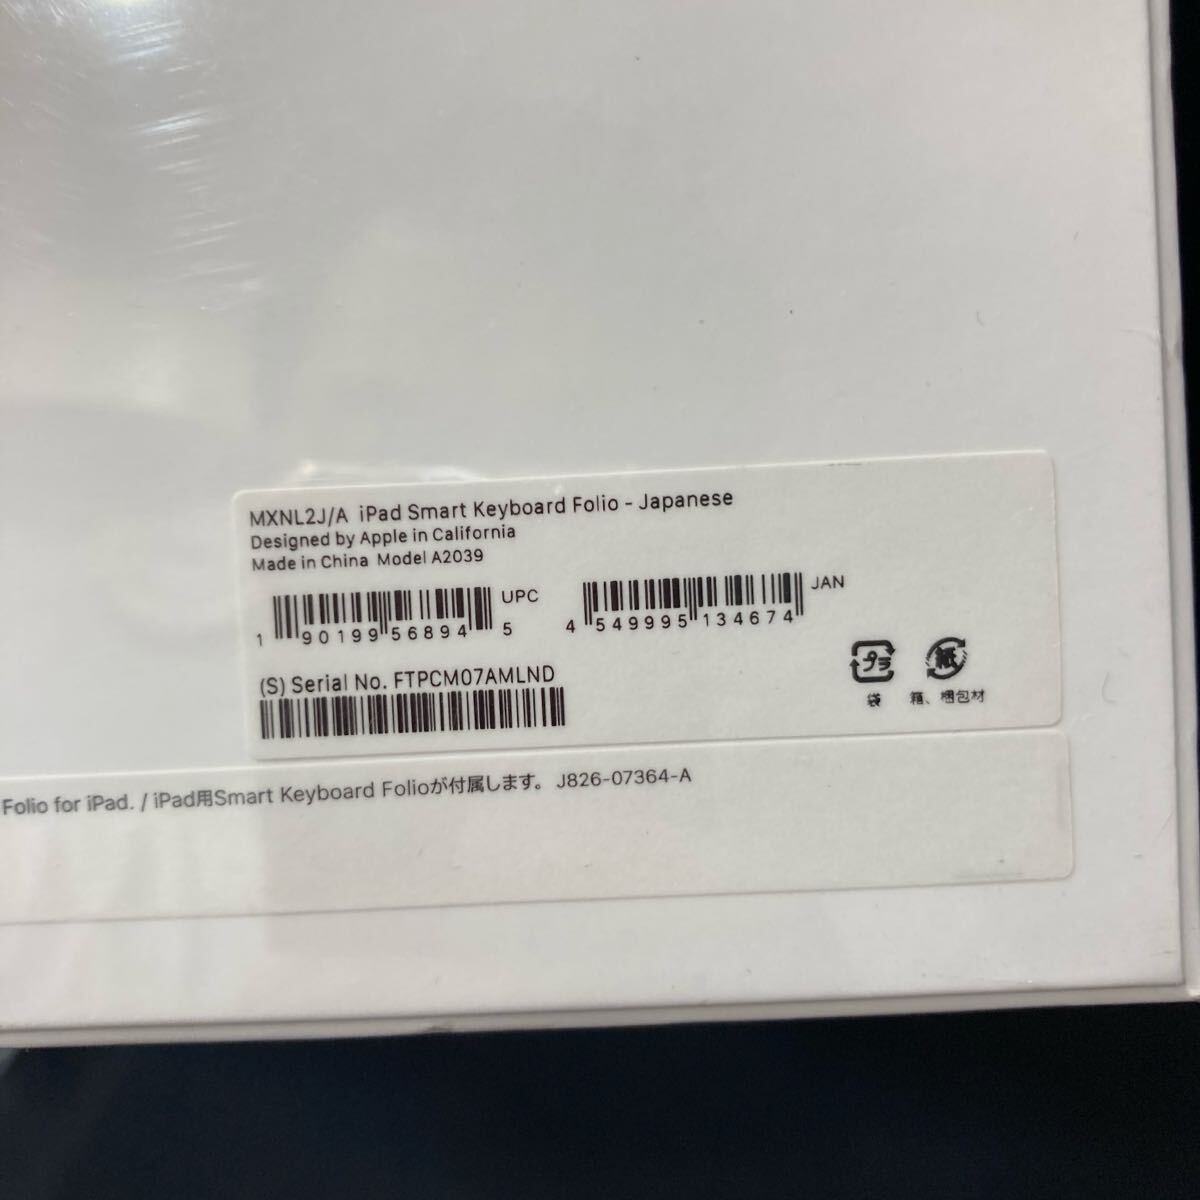 MXNL2J/A iPad Smart Keyboard Folio - Japanese
Designed by Apple in California
Made in China Model A2039
UPC
1 90199 56894 5
JAN
4 549995 134674
(S) Serial No. FTPCM07AMLND
プラ
紙
袋
箱、梱包材
Folio for iPad. / iPad用Smart Keyboard Folioが付属します。 J826-07364-A